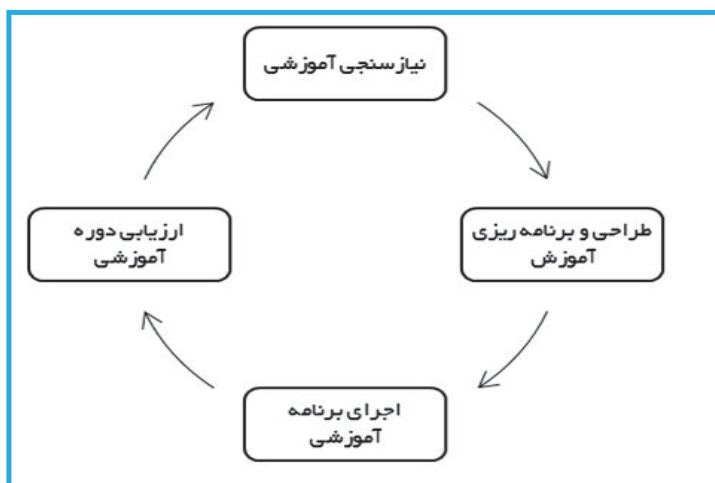 نیازسنجی آموزشی
طراحی و برنامه ریزی
آموزش
اجرای برنامه
آموزشی
ارزیابی دوره
آموزشی